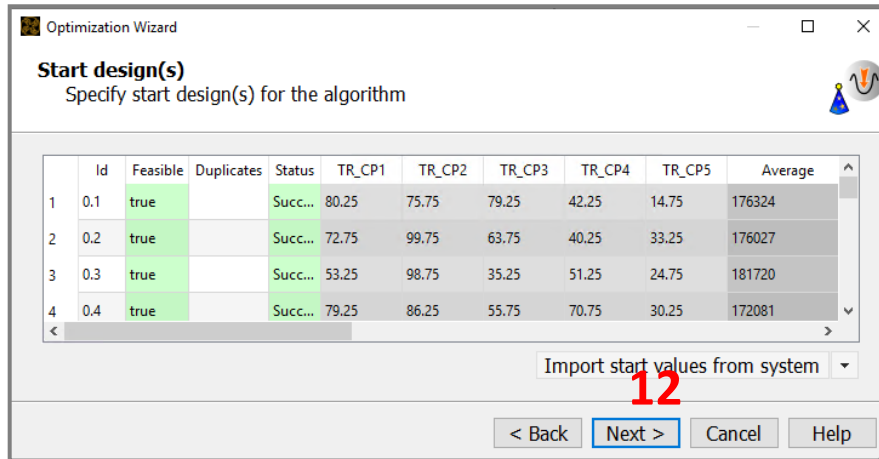 Optimization Wizard
Start design(s)
Specify start design(s) for the algorithm
Id Feasible Duplicates Status TR_CP1 TR_CP2 TR_CP3 TR_CP4 TR_CP5 Average
1 0.1 true Succ... 80.25 75.75 79.25 42.25 14.75 176324
2 0.2 true Succ... 72.75 99.75 63.75 40.25 33.25 176027
3 0.3 true Succ... 53.25 98.75 35.25 51.25 24.75 181720
4 0.4 true Succ... 79.25 86.25 55.75 70.75 30.25 172081
Import start values from system
12
< Back Next > Cancel Help